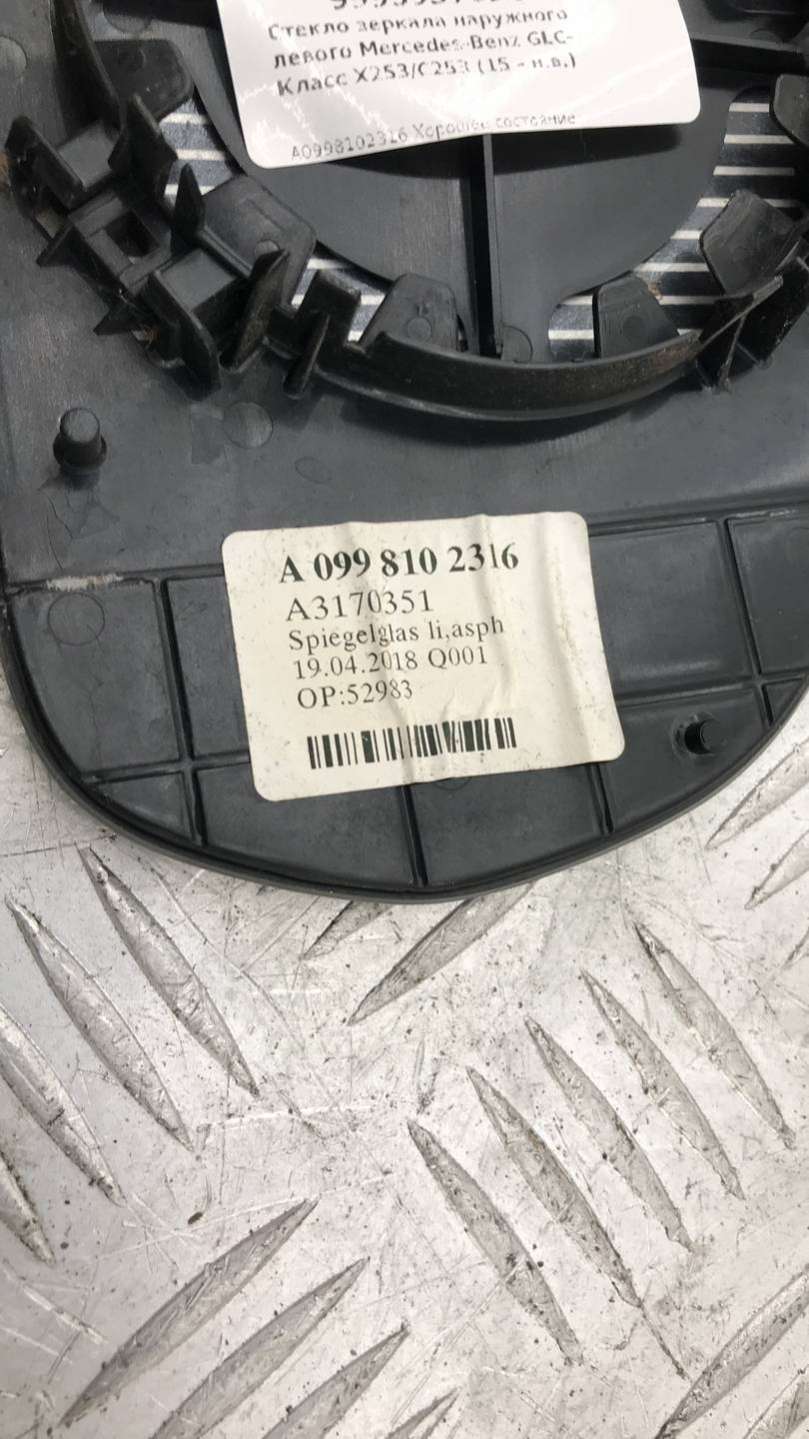 Стекло зеркала наружного
левого Mercedes-Benz GLC-
Класс X253/C253 (15 - н.в.)
A0998102316 Хорошее состояние
A 099 810 2316
A3170351
Spiegelglas li,asph
19.04.2018 Q001
OP:52983